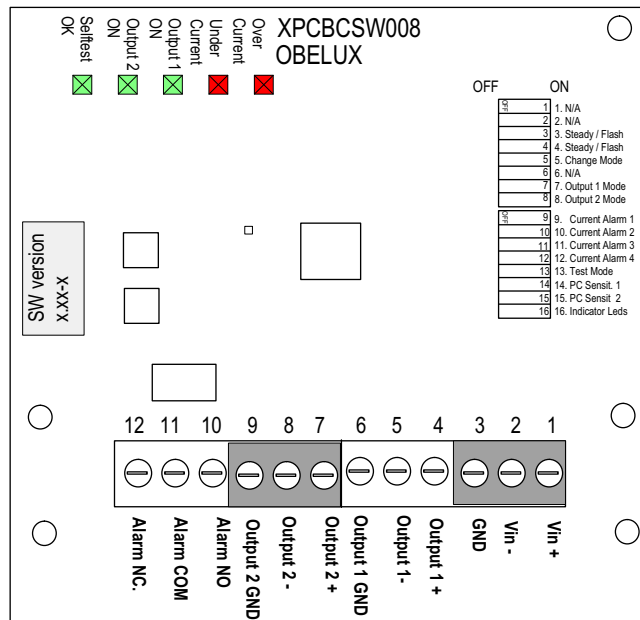 XPCBCSW008
OBELUX
Selftest
OK
Output 2
ON
Output 1
ON
Under
Current
Over
Current
OFF ON
OFF
1 1. N/A
2 2. N/A
3 3. Steady / Flash
4 4. Steady / Flash
5 5. Change Mode
6 6. N/A
7 7. Output 1 Mode
8 8. Output 2 Mode
OFF
9 9. Current Alarm 1
10 10. Current Alarm 2
11 11. Current Alarm 3
12 12. Current Alarm 4
13 13. Test Mode
14 14. PC Sensit. 1
15 15. PC Sensit 2
16 16. Indicator Leds
SW version
x-xx.x
12 11 10 9 8 7 6 5 4 3 2 1
Alarm NC.
Alarm COM
Alarm NO
Output 2 GND
Output 2 -
Output 2 +
Output 1 GND
Output 1-
Output 1 +
GND
Vin -
Vin +